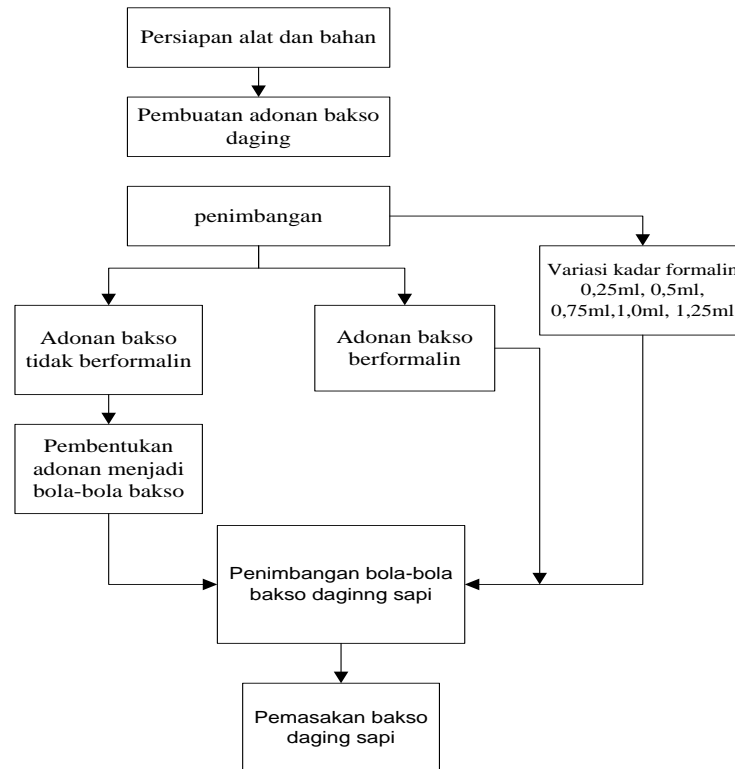 Persiapan alat dan bahan
Pembuatan adonan bakso
daging
penimbangan
Variasi kadar formalin
0,25ml, 0,5ml,
0,75ml,1,0ml, 1,25ml
Adonan bakso
tidak berformalin
Adonan bakso
berformalin
Pembentukan
adonan menjadi
bola-bola bakso
Penimbangan bola-bola
bakso daginng sapi
Pemasakan bakso
daging sapi